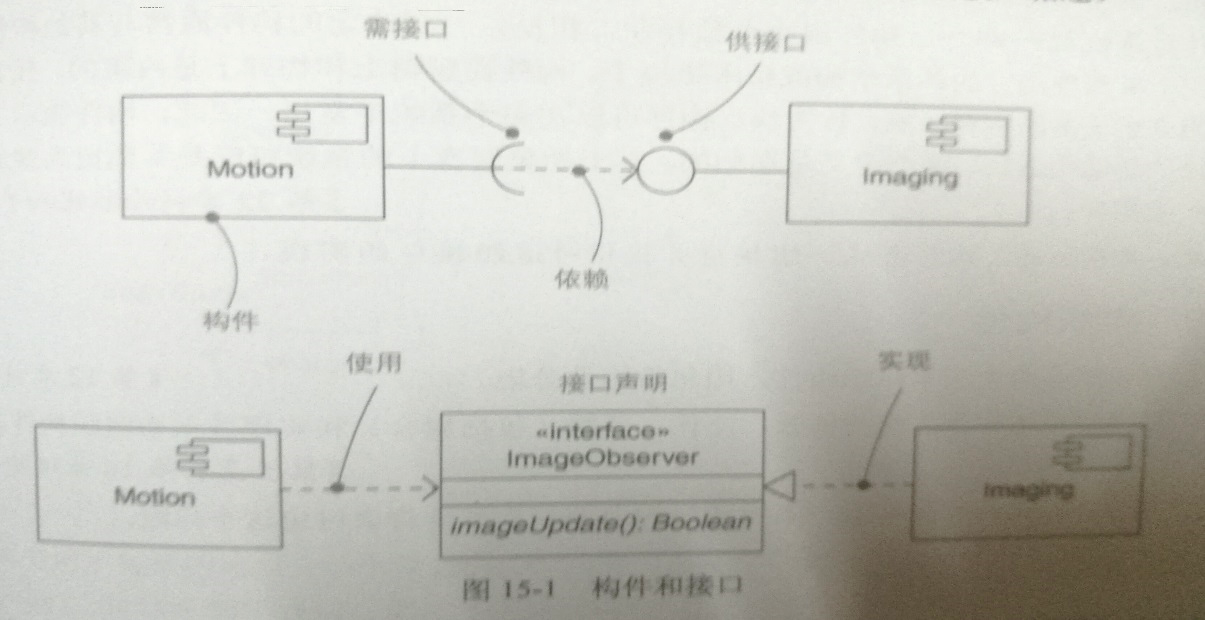 需接口
供接口
Motion
Imaging
依赖
构件
使用
接口声明
实现
«interface»
ImageObserver
Motion
Imaging
imageUpdate(): Boolean
图 15-1 构件和接口